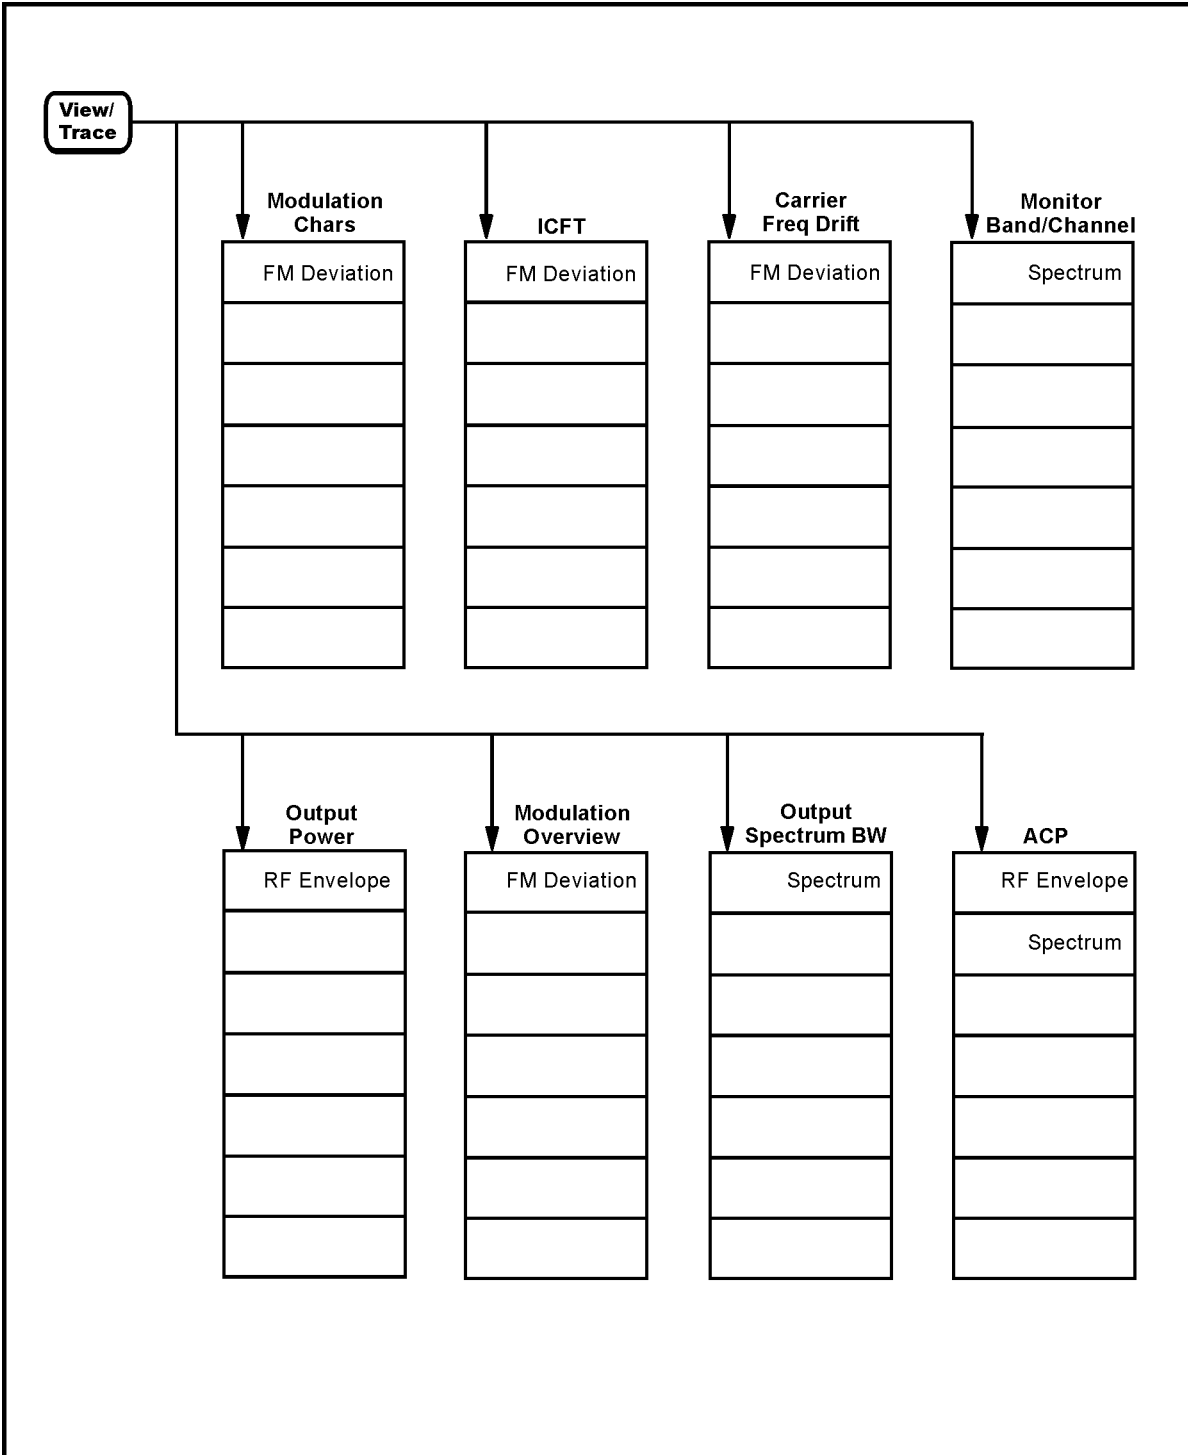 View/
Trace
Modulation
Chars
ICFT
Carrier
Freq Drift
Monitor
Band/Channel
FM Deviation
FM Deviation
FM Deviation
Spectrum
Output
Power
Modulation
Overview
Output
Spectrum BW
ACP
RF Envelope
FM Deviation
Spectrum
RF Envelope
Spectrum